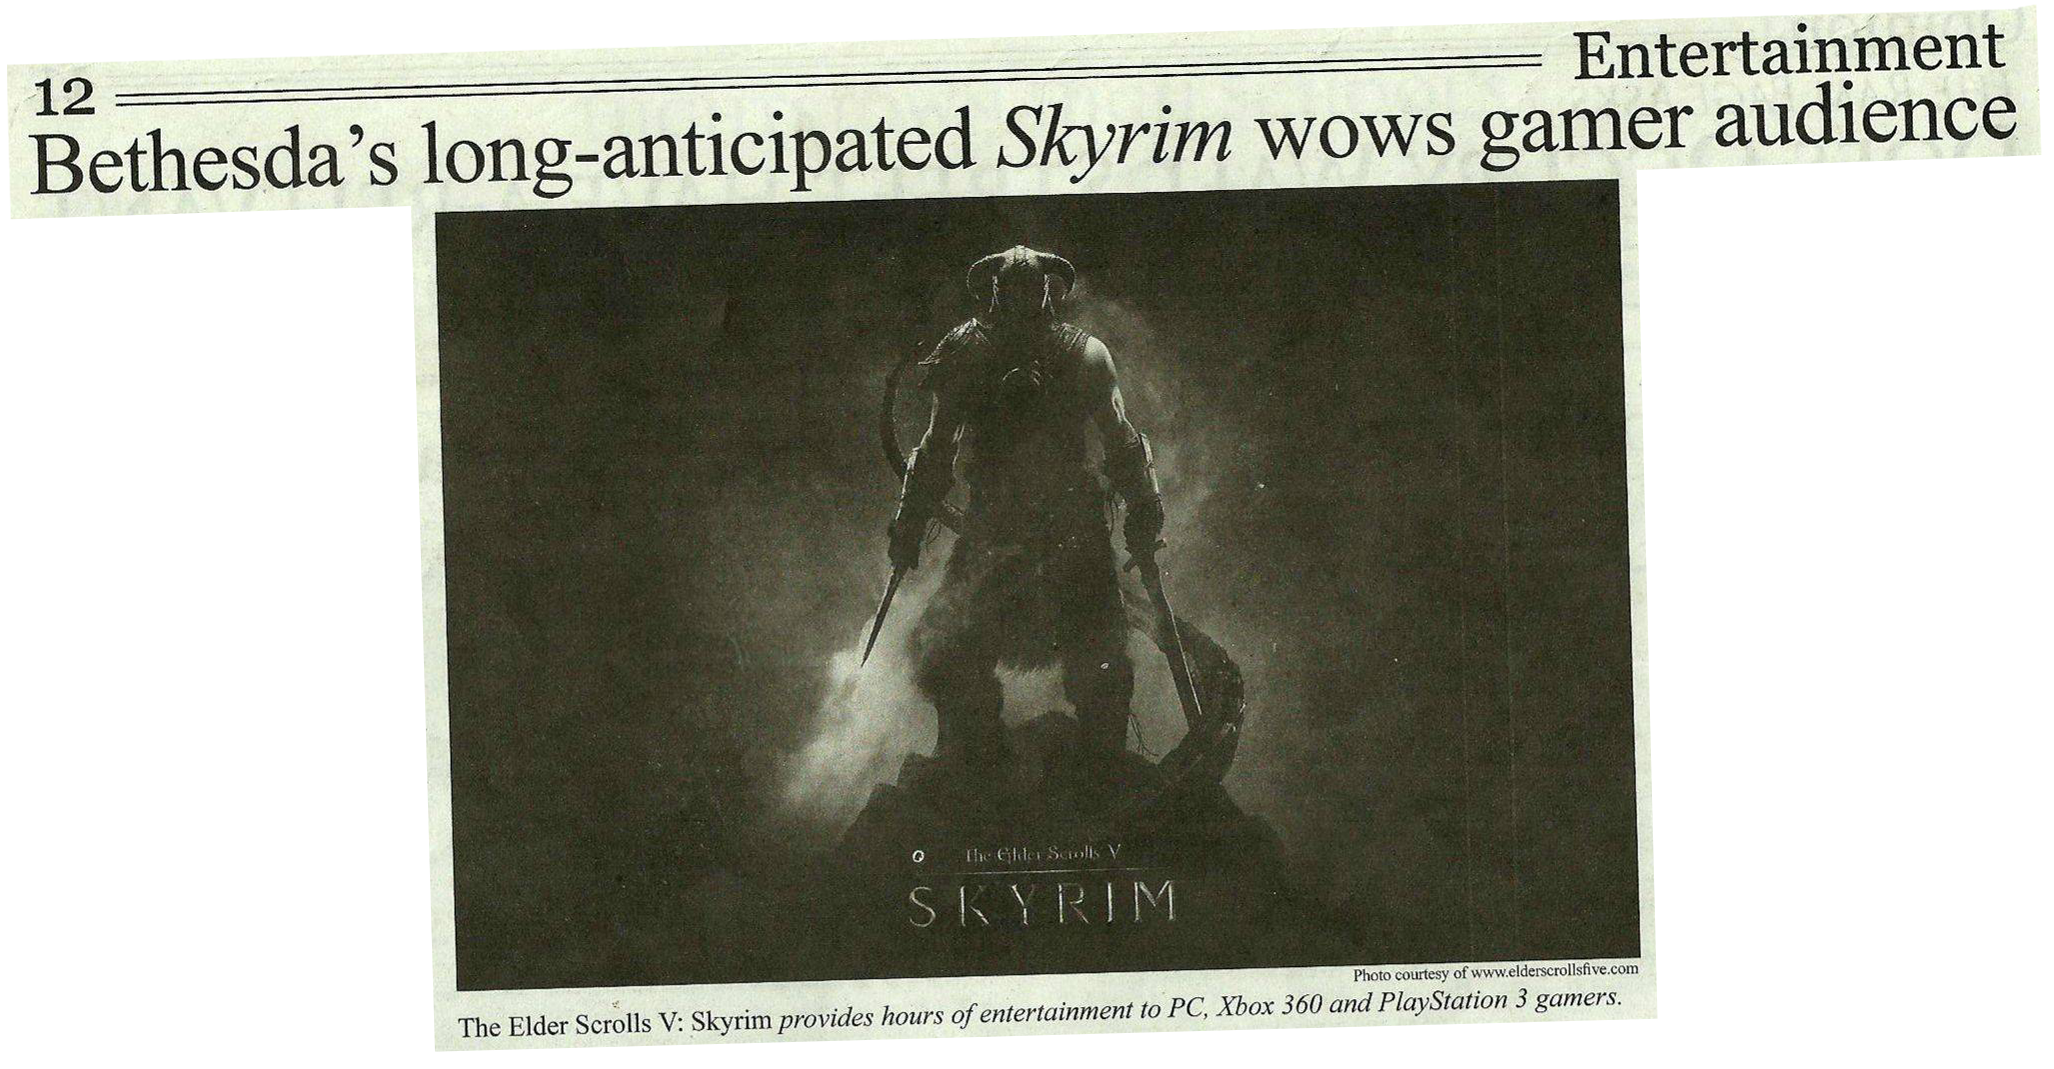 12 Entertainment
Bethesda's long-anticipated Skyrim wows gamer audience
The Elder Scrolls V
SKYRIM
Photo courtesy of www.elderscrollsfive.com
The Elder Scrolls V: Skyrim provides hours of entertainment to PC, Xbox 360 and PlayStation 3 gamers.